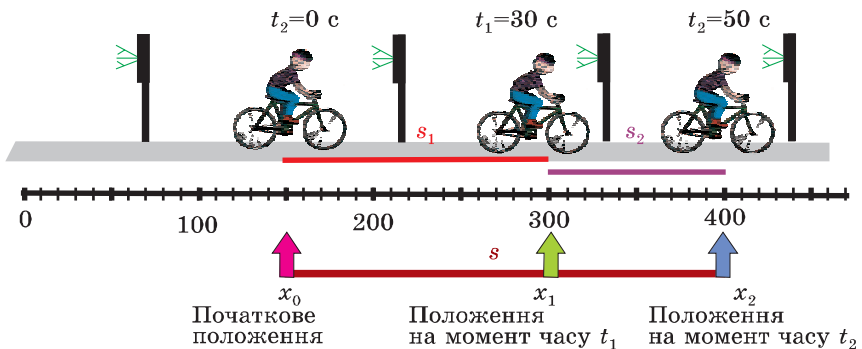 t₂=0 с
t₁=30 с
t₂=50 с
s₁
s₂
0
100
200
300
400
s
x₀
x₁
x₂
Початкове
положення
Положення
на момент часу t₁
Положення
на момент часу t₂